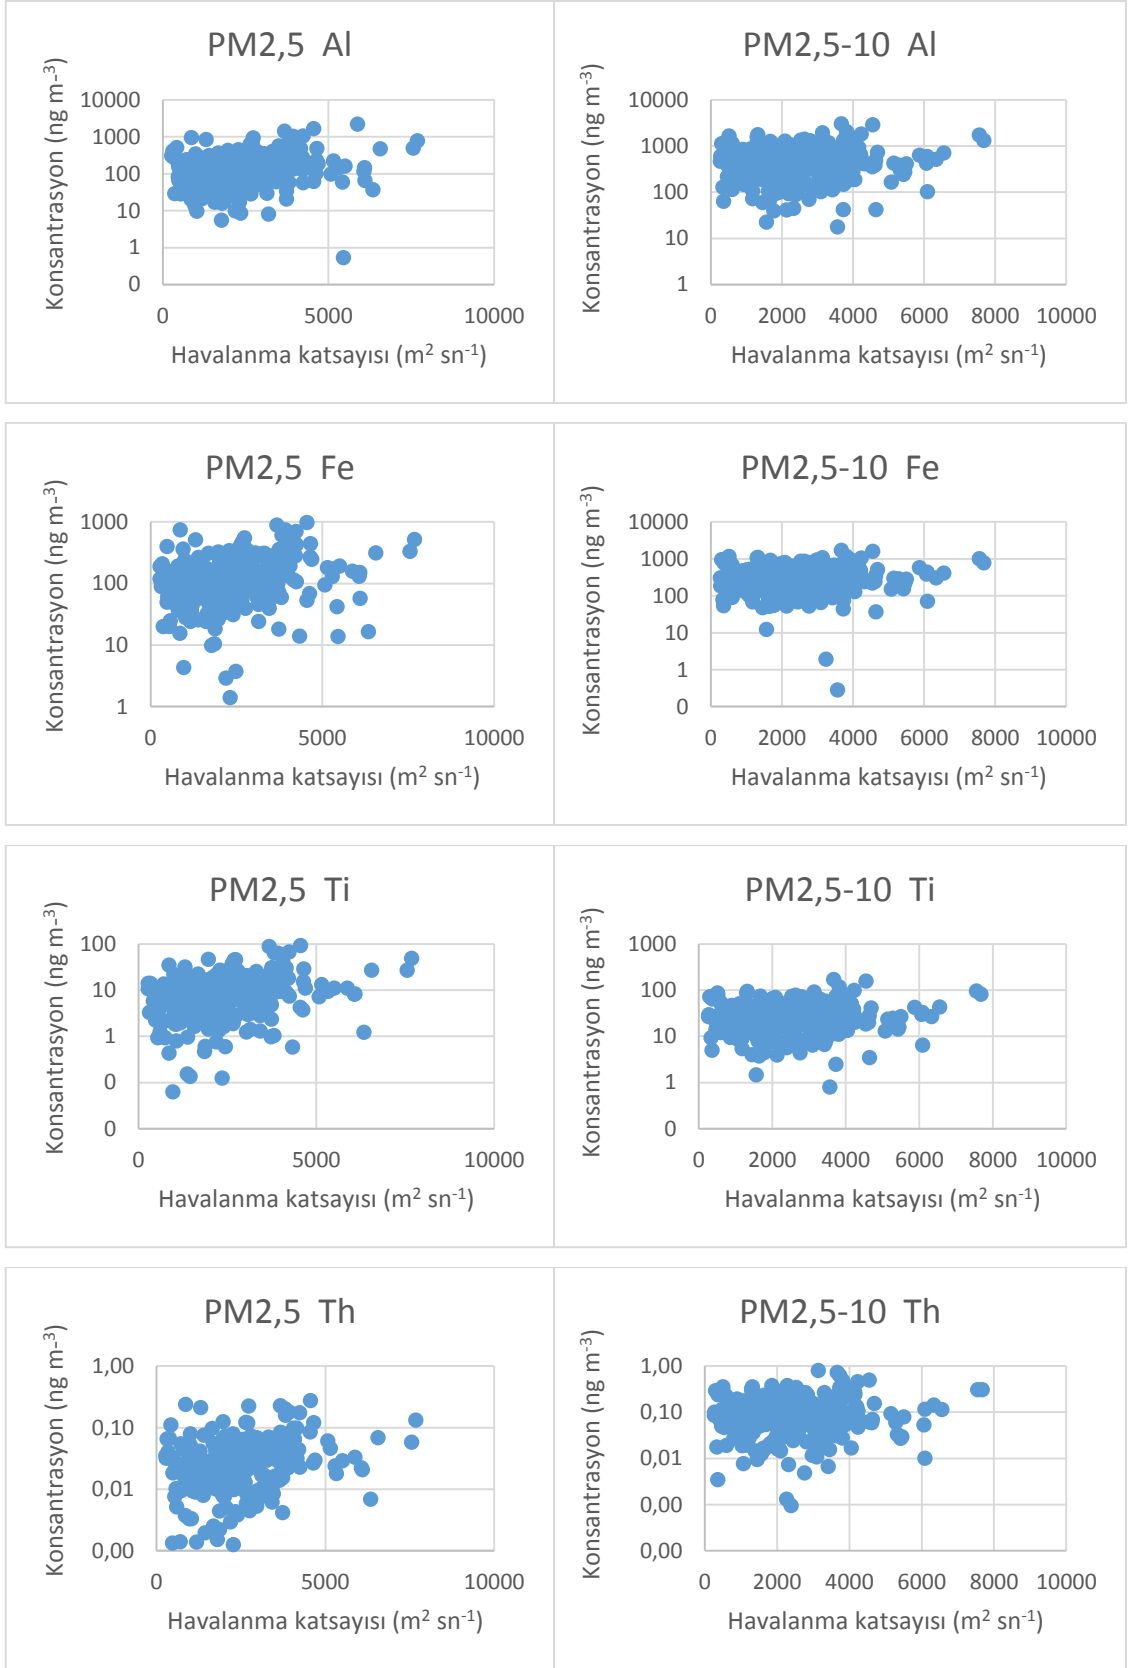 PM2,5 Al
Konsantrasyon (ng m-3)
10000
1000
100
10
1
0
0 5000 10000
Havalanma katsayısı (m2 sn-1)
PM2,5-10 Al
Konsantrasyon (ng m-3)
10000
1000
100
10
1
0 2000 4000 6000 8000 10000
Havalanma katsayısı (m2 sn-1)
PM2,5 Fe
Konsantrasyon (ng m-3)
1000
100
10
1
0 5000 10000
Havalanma katsayısı (m2 sn-1)
PM2,5-10 Fe
Konsantrasyon (ng m-3)
10000
1000
100
10
1
0
0 2000 4000 6000 8000 10000
Havalanma katsayısı (m2 sn-1)
PM2,5 Ti
Konsantrasyon (ng m-3)
100
10
1
0
0
0 5000 10000
Havalanma katsayısı (m2 sn-1)
PM2,5-10 Ti
Konsantrasyon (ng m-3)
1000
100
10
1
0
0 2000 4000 6000 8000 10000
Havalanma katsayısı (m2 sn-1)
PM2,5 Th
Konsantrasyon (ng m-3)
1,00
0,10
0,01
0,00
0 5000 10000
Havalanma katsayısı (m2 sn-1)
PM2,5-10 Th
Konsantrasyon (ng m-3)
1,00
0,10
0,01
0,00
0,00
0 2000 4000 6000 8000 10000
Havalanma katsayısı (m2 sn-1)